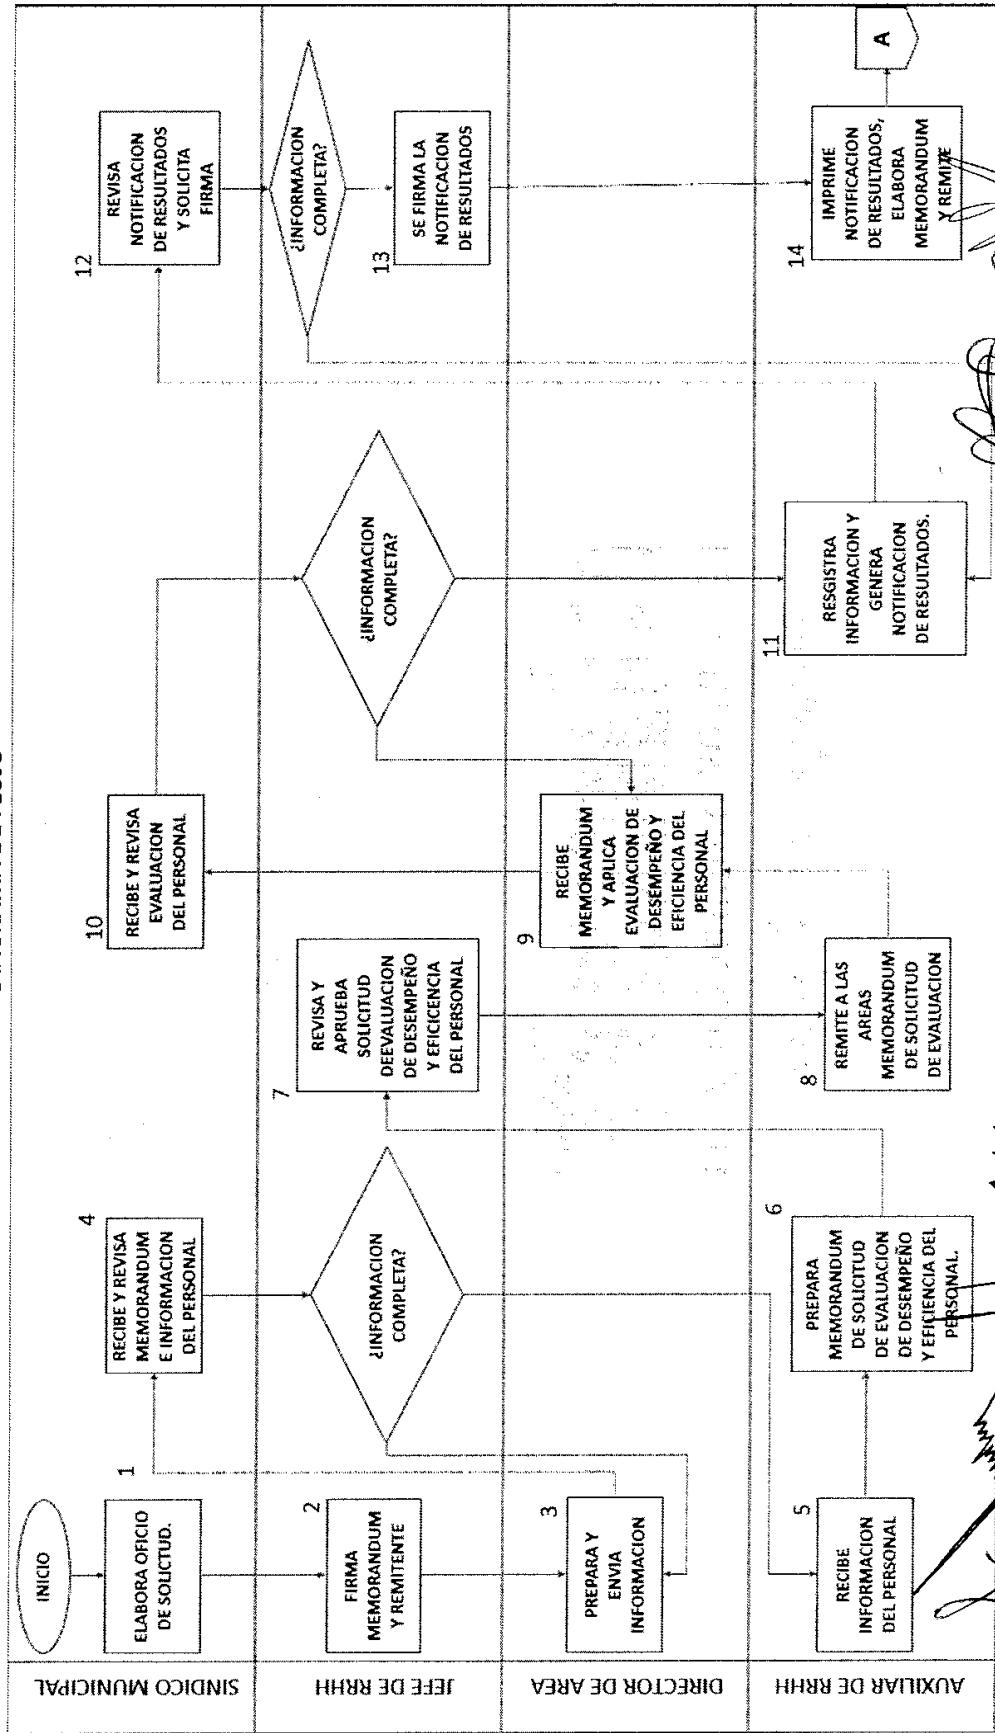 SINDICO MUNICIPAL
JEFE DE RRHH
DIRECTOR DE AREA
AUXILIAR DE RRHH
INICIO
1
ELABORA OFICIO
DE SOLICTUD.
2
FIRMA
MEMORANDUM
Y REMITENTE
3
PREPARA Y
ENVIA
INFORMACION
4
RECIBE Y REVISA
MEMORANDUM
E INFORMACION
DEL PERSONAL
¿INFORMACION
COMPLETA?
5
RECIBE
INFORMACION
DEL PERSONAL
6
PREPARA
MEMORANDUM
DE SOLICITUD
DE EVALUACION
DE DESEMPEÑO
Y EFICIENCIA DEL
PERSONAL.
7
REVISA Y
APRUEBA
SOLICITUD
DEEVALUACION
DE DESEMPEÑO
Y EFICICENCIA
DEL PERSONAL
8
REMITE A LAS
AREAS
MEMORANDUM
DE SOLICITUD
DE EVALUACION
9
RECIBE
MEMORANDUM
Y APLICA
EVALUACION DE
DESEMPEÑO Y
EFICIENCIA DEL
PERSONAL
10
RECIBE Y REVISA
EVALUACION
DEL PERSONAL
¿INFORMACION
COMPLETA?
11
RESGISTRA
INFORMACION Y
GENERA
NOTIFICACION
DE RESULTADOS.
12
REVISA
NOTIFICACION
DE RESULTADOS
Y SOLICITA
FIRMA
¿INFORMACION
COMPLETA?
13
SE FIRMA LA
NOTIFICACION
DE RESULTADOS
14
IMPRIME
NOTIFICACION
DE RESULTADOS,
ELABORA
MEMORANDUM
Y REMITE
A